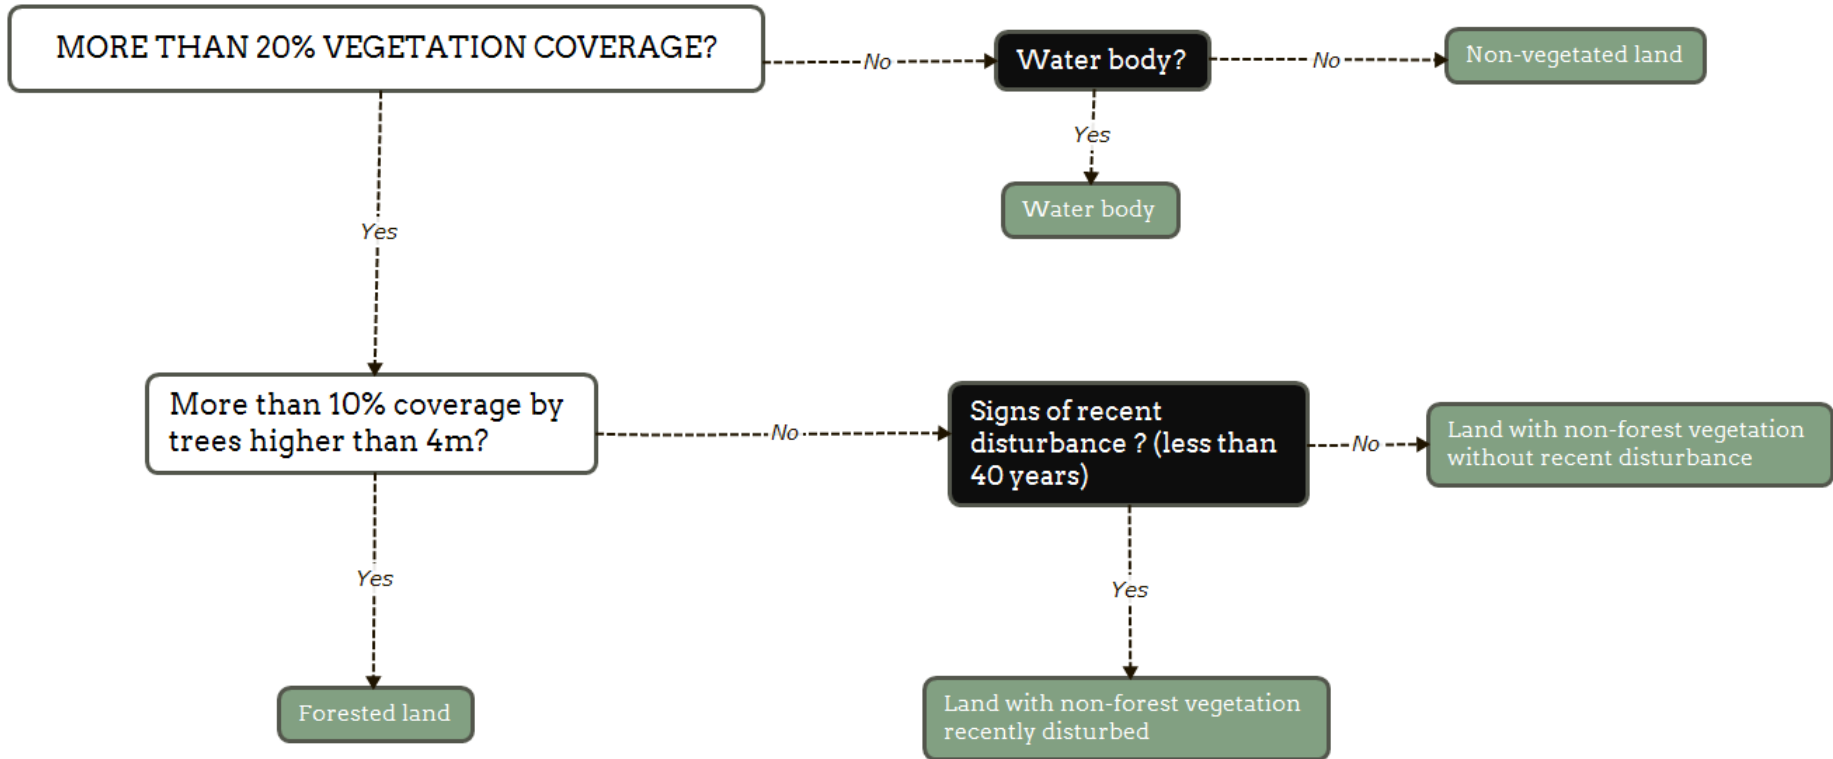 MORE THAN 20% VEGETATION COVERAGE?
No
Water body?
No
Non-vegetated land
Yes
Water body
Yes
More than 10% coverage by
trees higher than 4m?
No
Signs of recent
disturbance ? (less than
40 years)
No
Land with non-forest vegetation
without recent disturbance
Yes
Forested land
Yes
Land with non-forest vegetation
recently disturbed